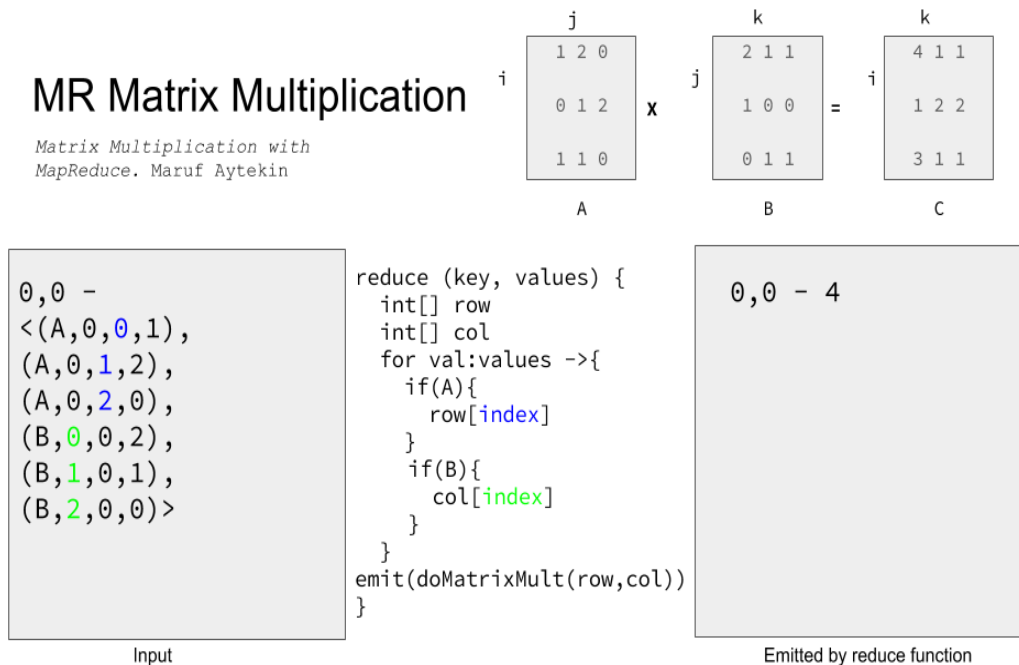 MR Matrix Multiplication
Matrix Multiplication with
MapReduce. Maruf Aytekin
j
i
1 2 0
0 1 2
1 1 0
A
x
k
j
2 1 1
1 0 0
0 1 1
B
=
k
i
4 1 1
1 2 2
3 1 1
C
0,0 -
<(A,0,0,1),
(A,0,1,2),
(A,0,2,0),
(B,0,0,2),
(B,1,0,1),
(B,2,0,0)>
Input
reduce (key, values) {
int[] row
int[] col
for val:values ->{
if(A){
row[index]
}
if(B){
col[index]
}
}
emit(doMatrixMult(row,col))
}
0,0 - 4
Emitted by reduce function